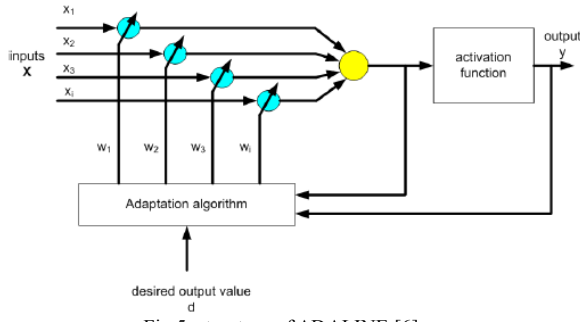 x1
inputs
x
x2
x3
xi
output
y
activation
function
w1
w2
w3
wi
Adaptation algorithm
desired output value
d